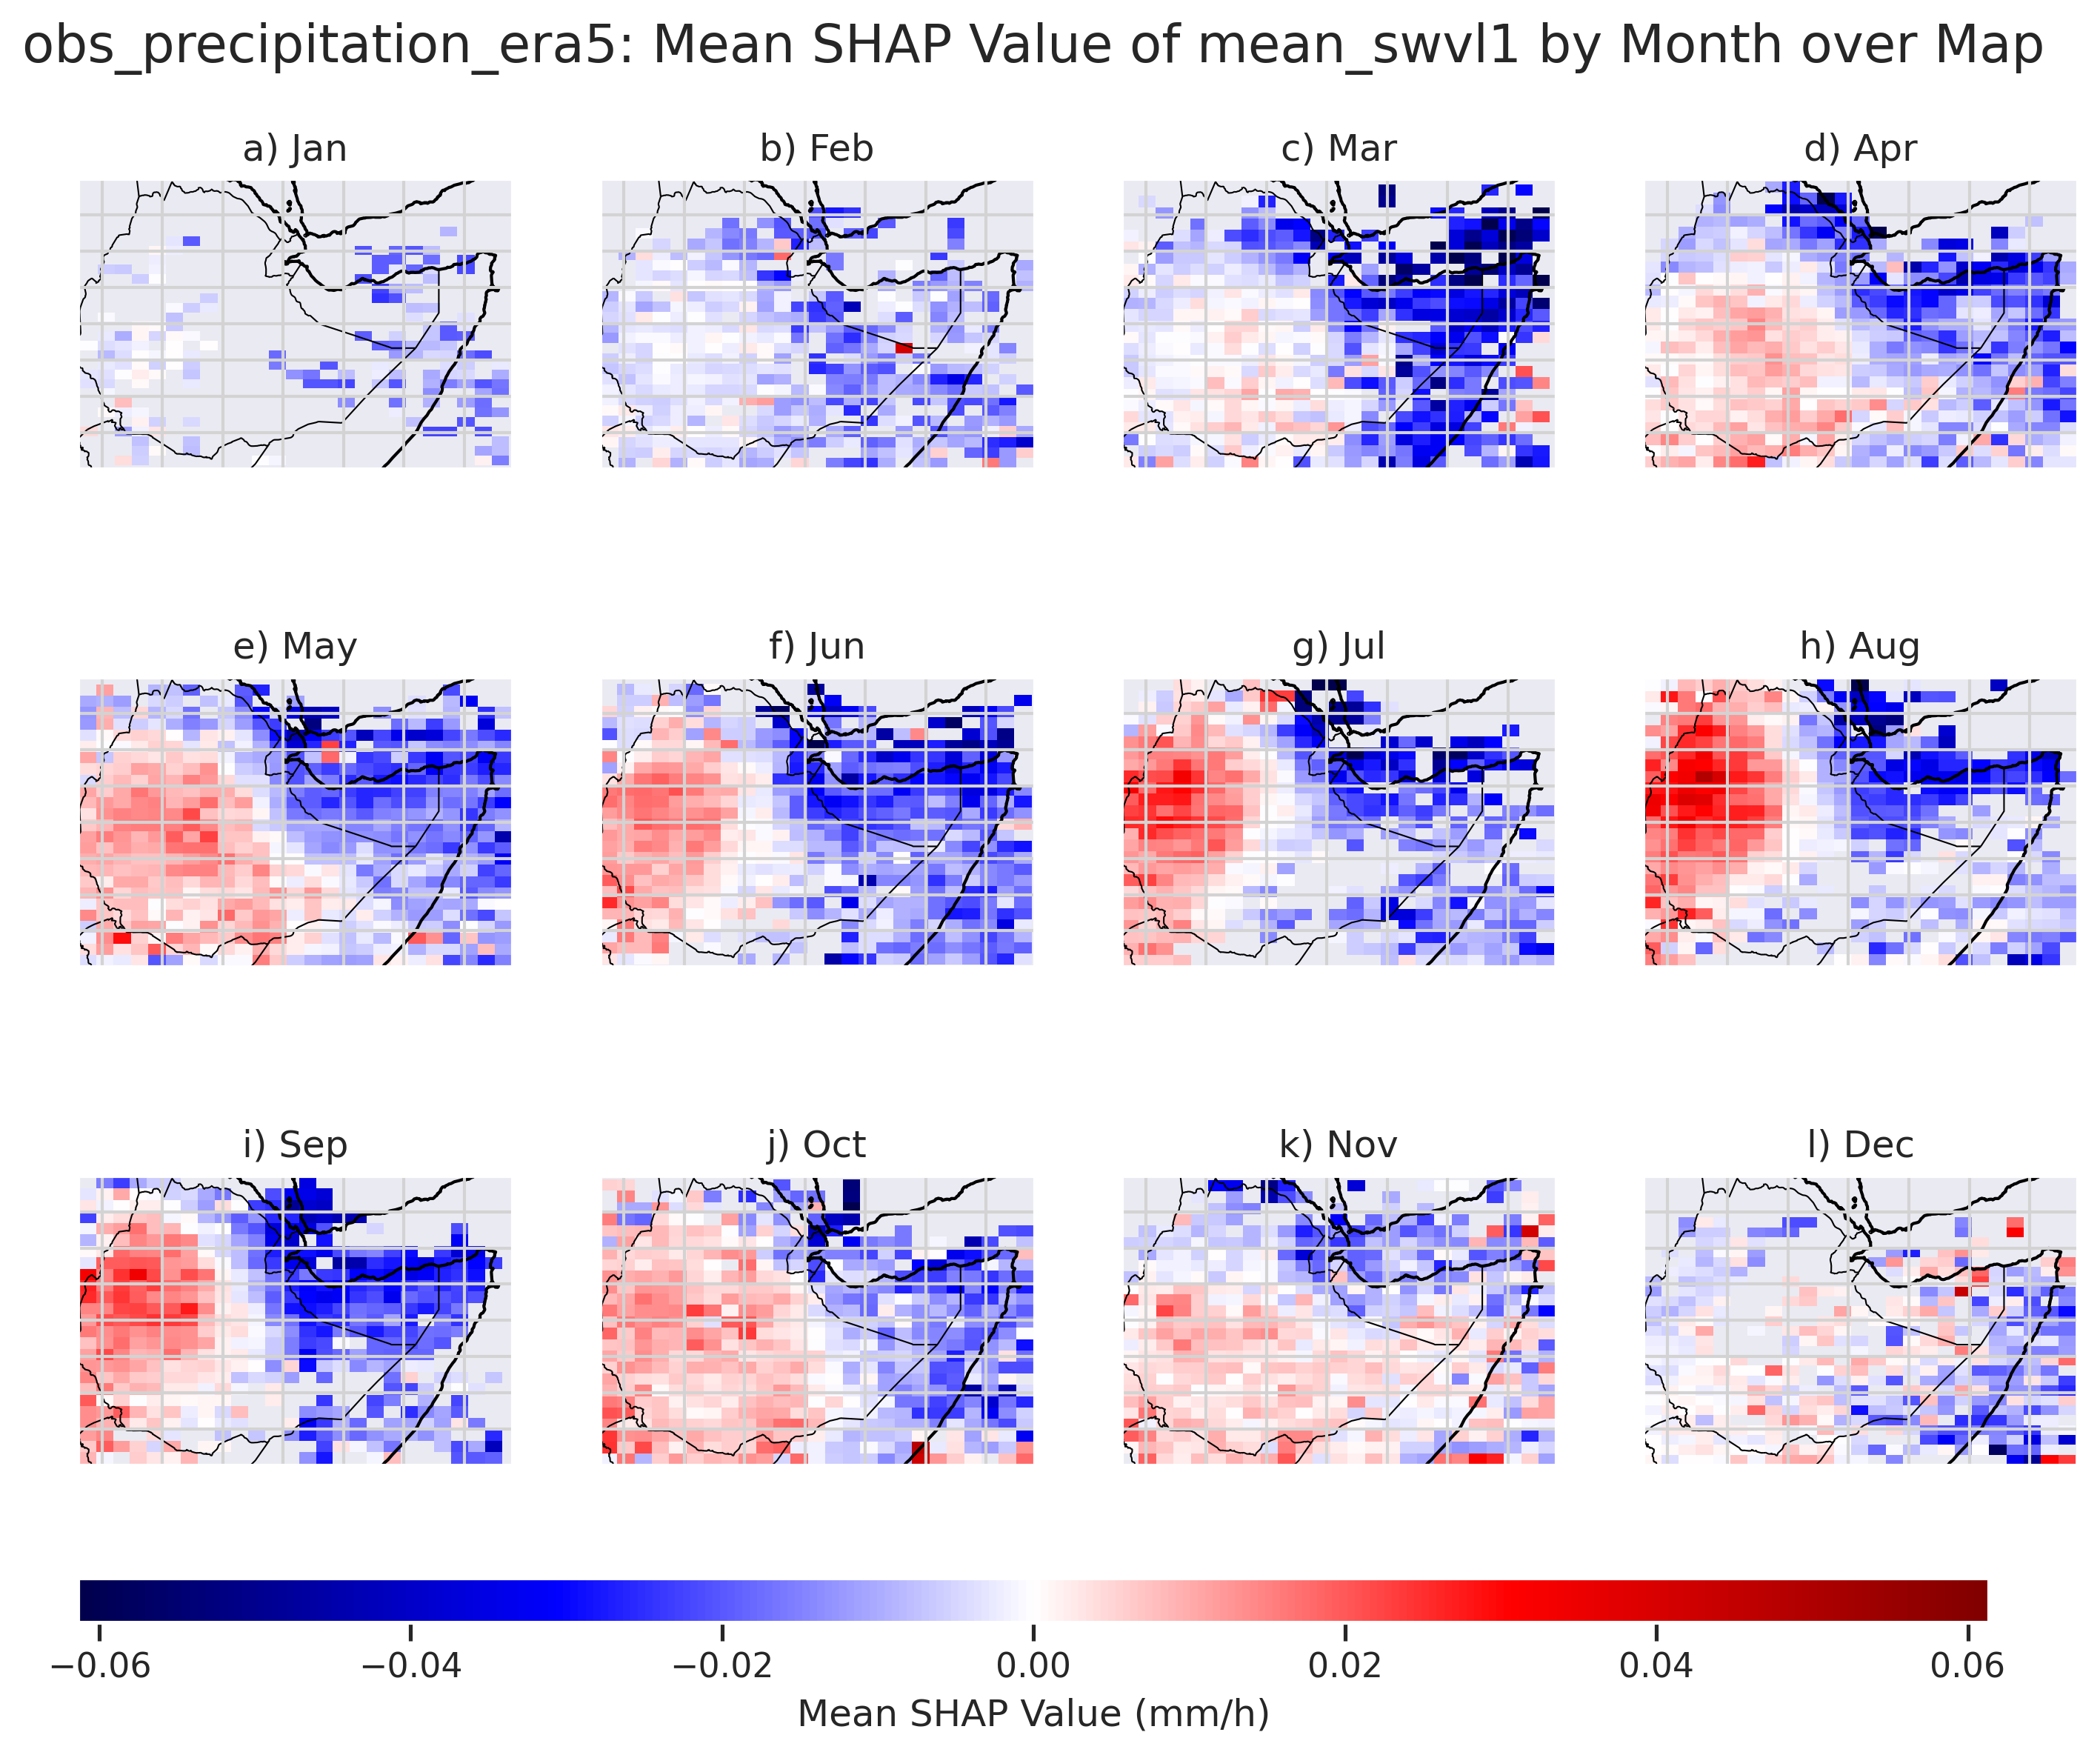 obs_precipitation_era5: Mean SHAP Value of mean_swvl1 by Month over Map
a) Jan
b) Feb
c) Mar
d) Apr
e) May
f) Jun
g) Jul
h) Aug
i) Sep
j) Oct
k) Nov
l) Dec
−0.06 −0.04 −0.02 0.00 0.02 0.04 0.06
Mean SHAP Value (mm/h)